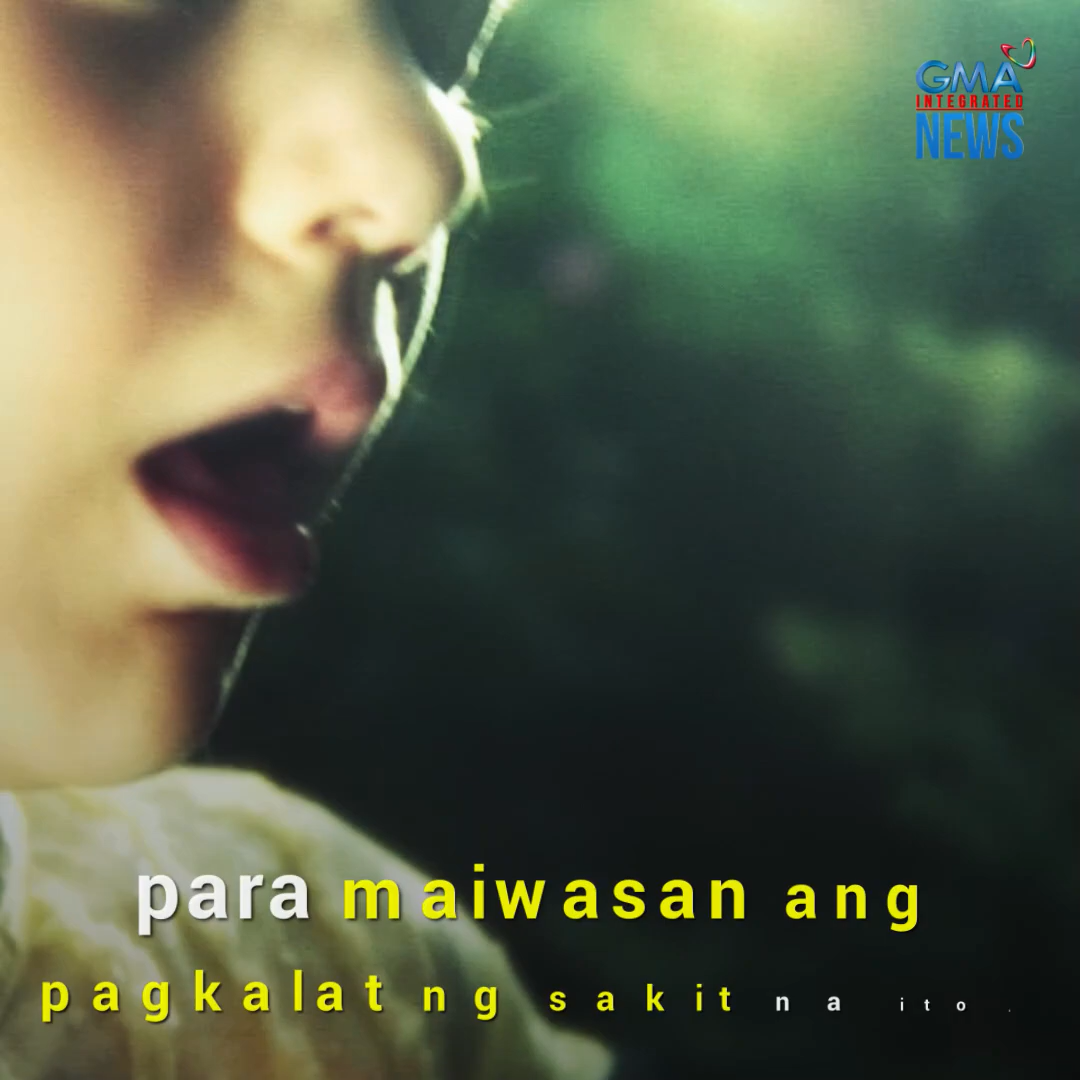 GMA
INTEGRATED
NEWS
para maiwasan ang
pagkalat ng sakit na ito.